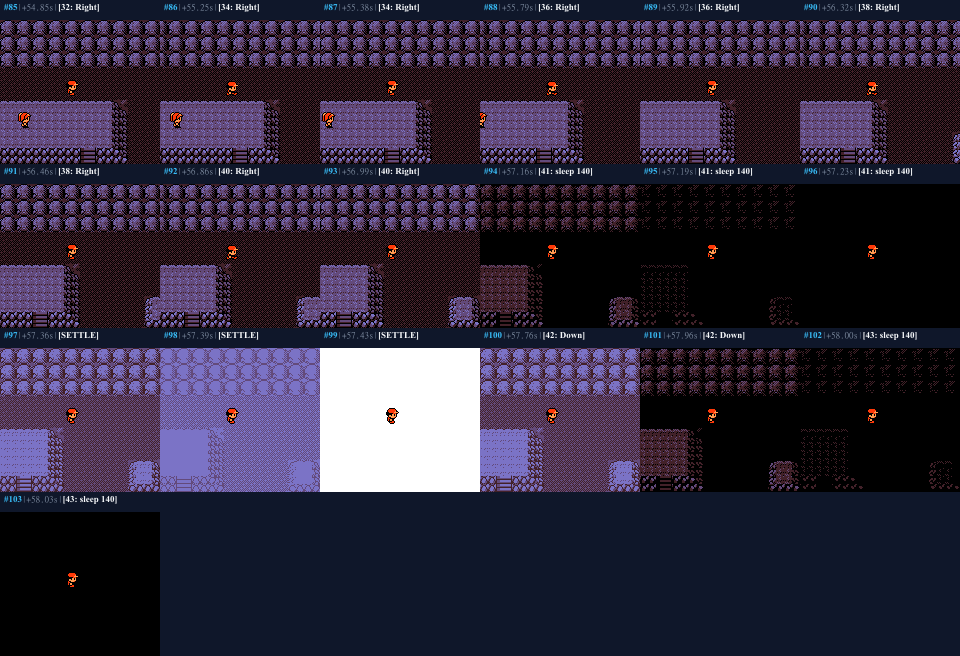 #85|+54.85s|[32: Right]
#86|+55.25s|[34: Right]
#87|+55.38s|[34: Right]
#88|+55.79s|[36: Right]
#89|+55.92s|[36: Right]
#90|+56.32s|[38: Right]
#91|+56.46s|[38: Right]
#92|+56.86s|[40: Right]
#93|+56.99s|[40: Right]
#94|+57.16s|[41: sleep 140]
#95|+57.19s|[41: sleep 140]
#96|+57.23s|[41: sleep 140]
#97|+57.36s|[SETTLE]
#98|+57.39s|[SETTLE]
#99|+57.43s|[SETTLE]
#100|+57.76s|[42: Down]
#101|+57.96s|[42: Down]
#102|+58.00s|[43: sleep 140]
#103|+58.03s|[43: sleep 140]